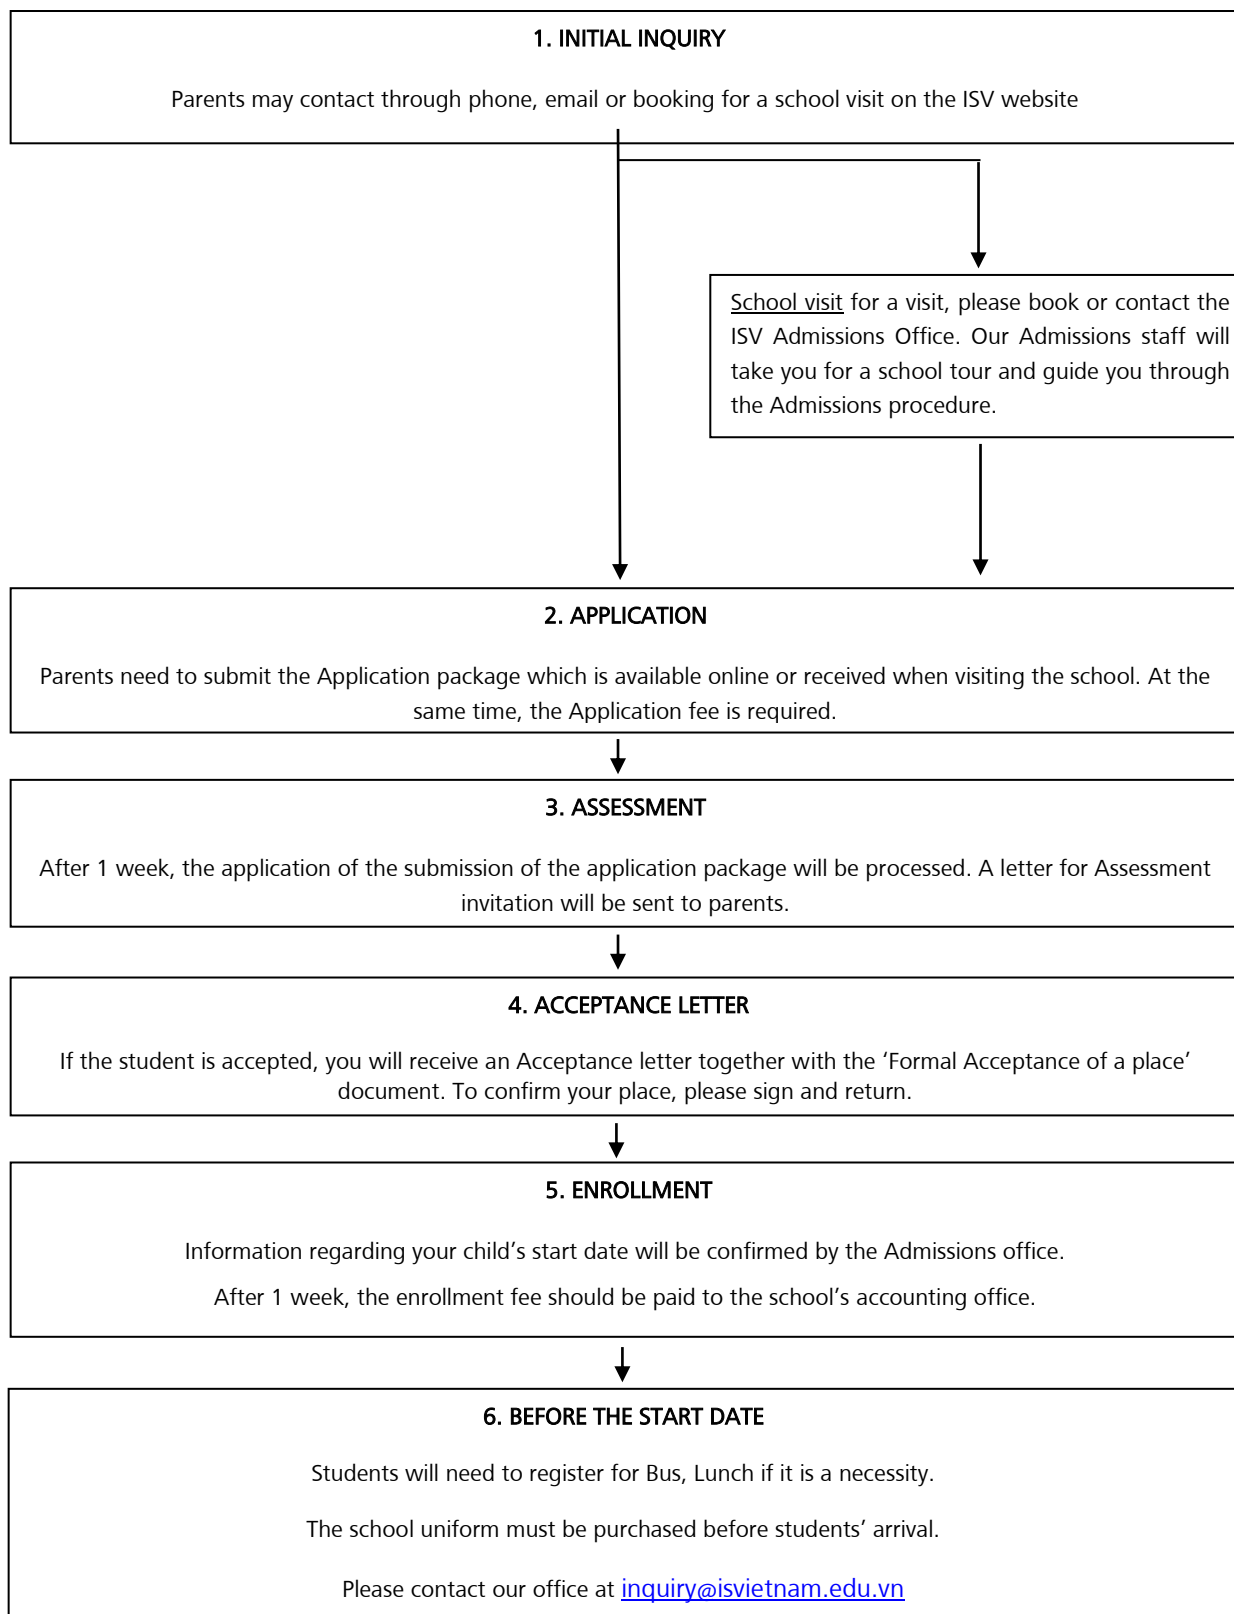 1. INITIAL INQUIRY
Parents may contact through phone, email or booking for a school visit on the ISV website
School visit for a visit, please book or contact the
ISV Admissions Office. Our Admissions staff will
take you for a school tour and guide you through
the Admissions procedure.
2. APPLICATION
Parents need to submit the Application package which is available online or received when visiting the school. At the
same time, the Application fee is required.
3. ASSESSMENT
After 1 week, the application of the submission of the application package will be processed. A letter for Assessment
invitation will be sent to parents.
4. ACCEPTANCE LETTER
If the student is accepted, you will receive an Acceptance letter together with the ‘Formal Acceptance of a place’
document. To confirm your place, please sign and return.
5. ENROLLMENT
Information regarding your child’s start date will be confirmed by the Admissions office.
After 1 week, the enrollment fee should be paid to the school’s accounting office.
6. BEFORE THE START DATE
Students will need to register for Bus, Lunch if it is a necessity.
The school uniform must be purchased before students’ arrival.
Please contact our office at inquiry@isvietnam.edu.vn